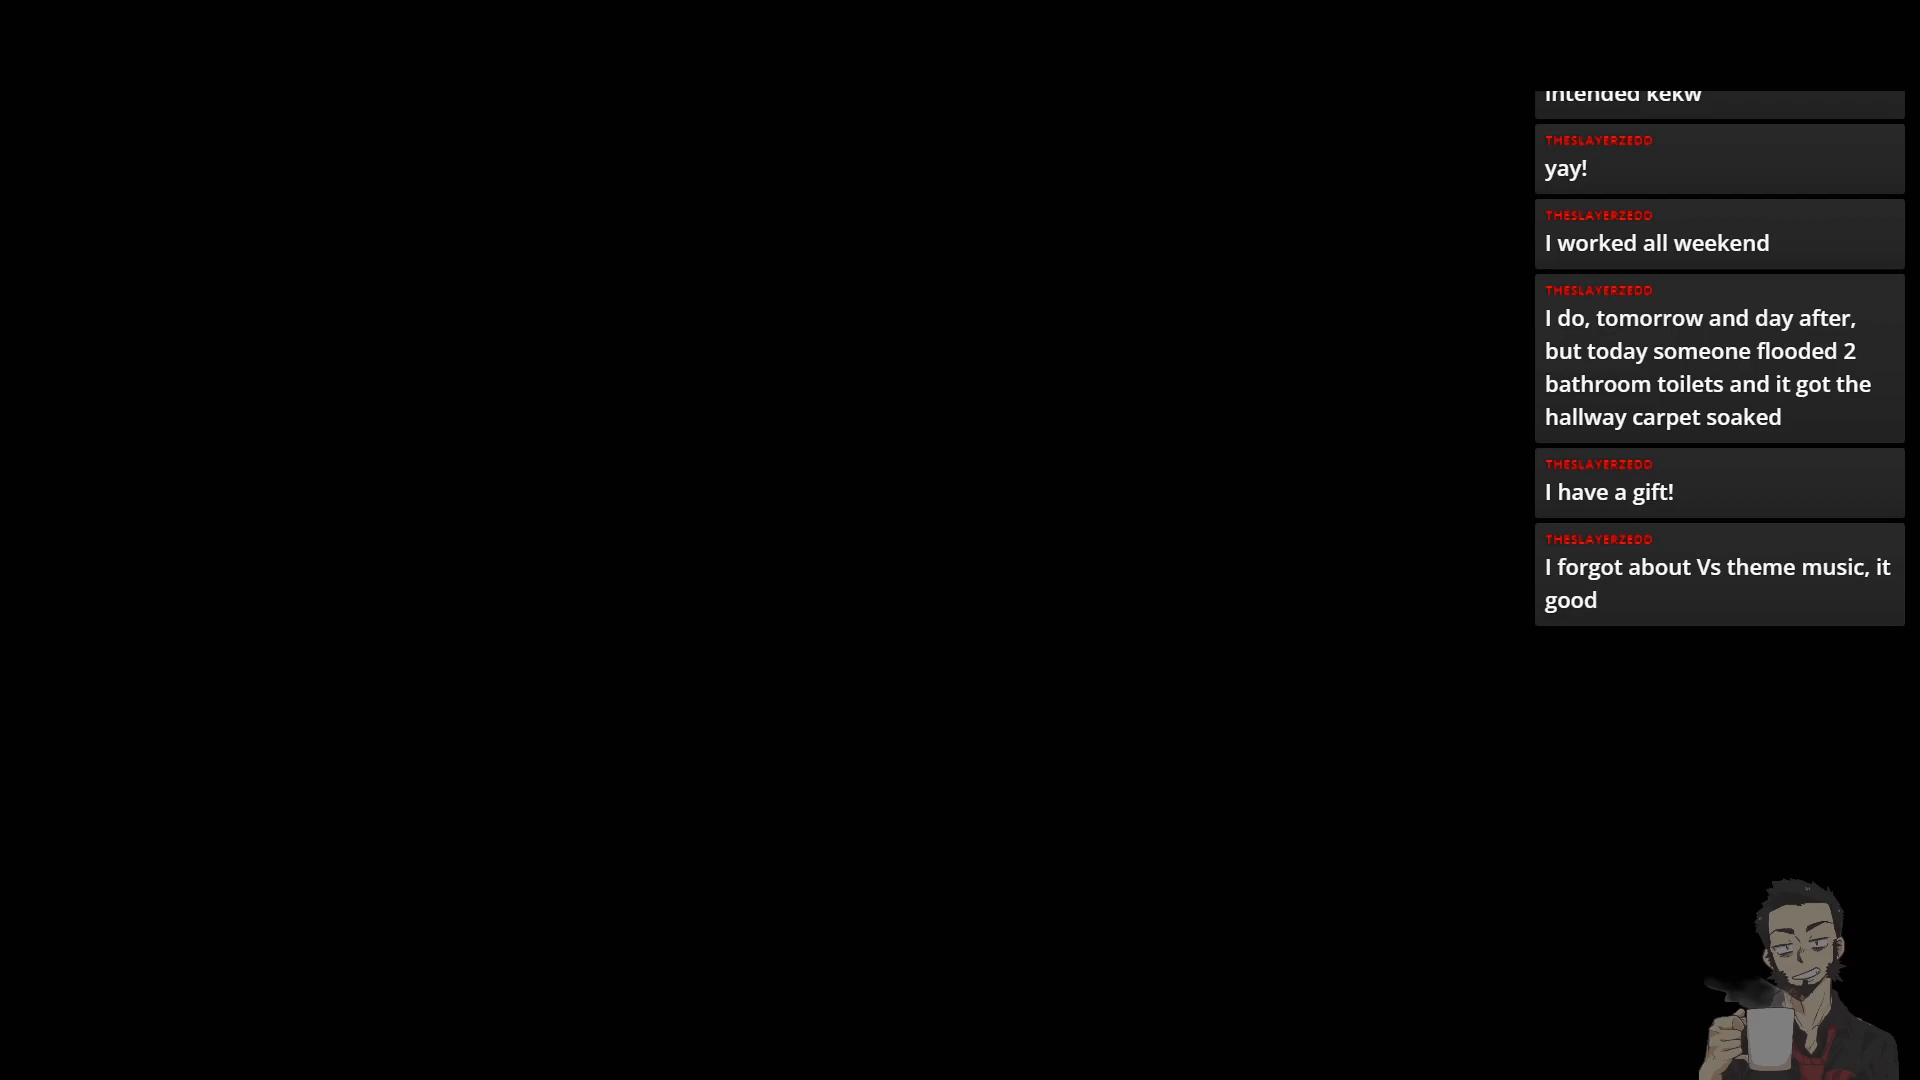 intended kekw
THESLAYERZEDD
yay!
THESLAYERZEDD
I worked all weekend
THESLAYERZEDD
I do, tomorrow and day after,
but today someone flooded 2
bathroom toilets and it got the
hallway carpet soaked
THESLAYERZEDD
I have a gift!
THESLAYERZEDD
I forgot about Vs theme music, it
good